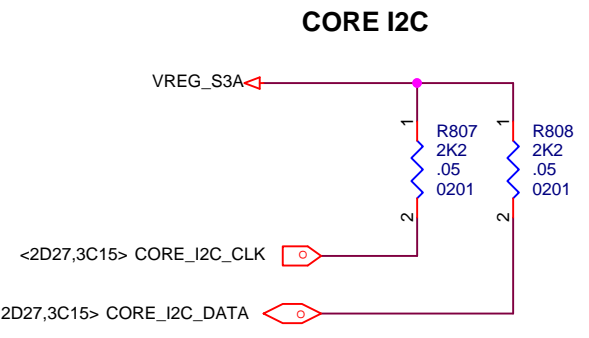 CORE I2C
VREG_S3A
1
1
R807
2K2
.05
0201
R808
2K2
.05
0201
2
2
<2D27,3C15> CORE_I2C_CLK
2D27,3C15> CORE_I2C_DATA